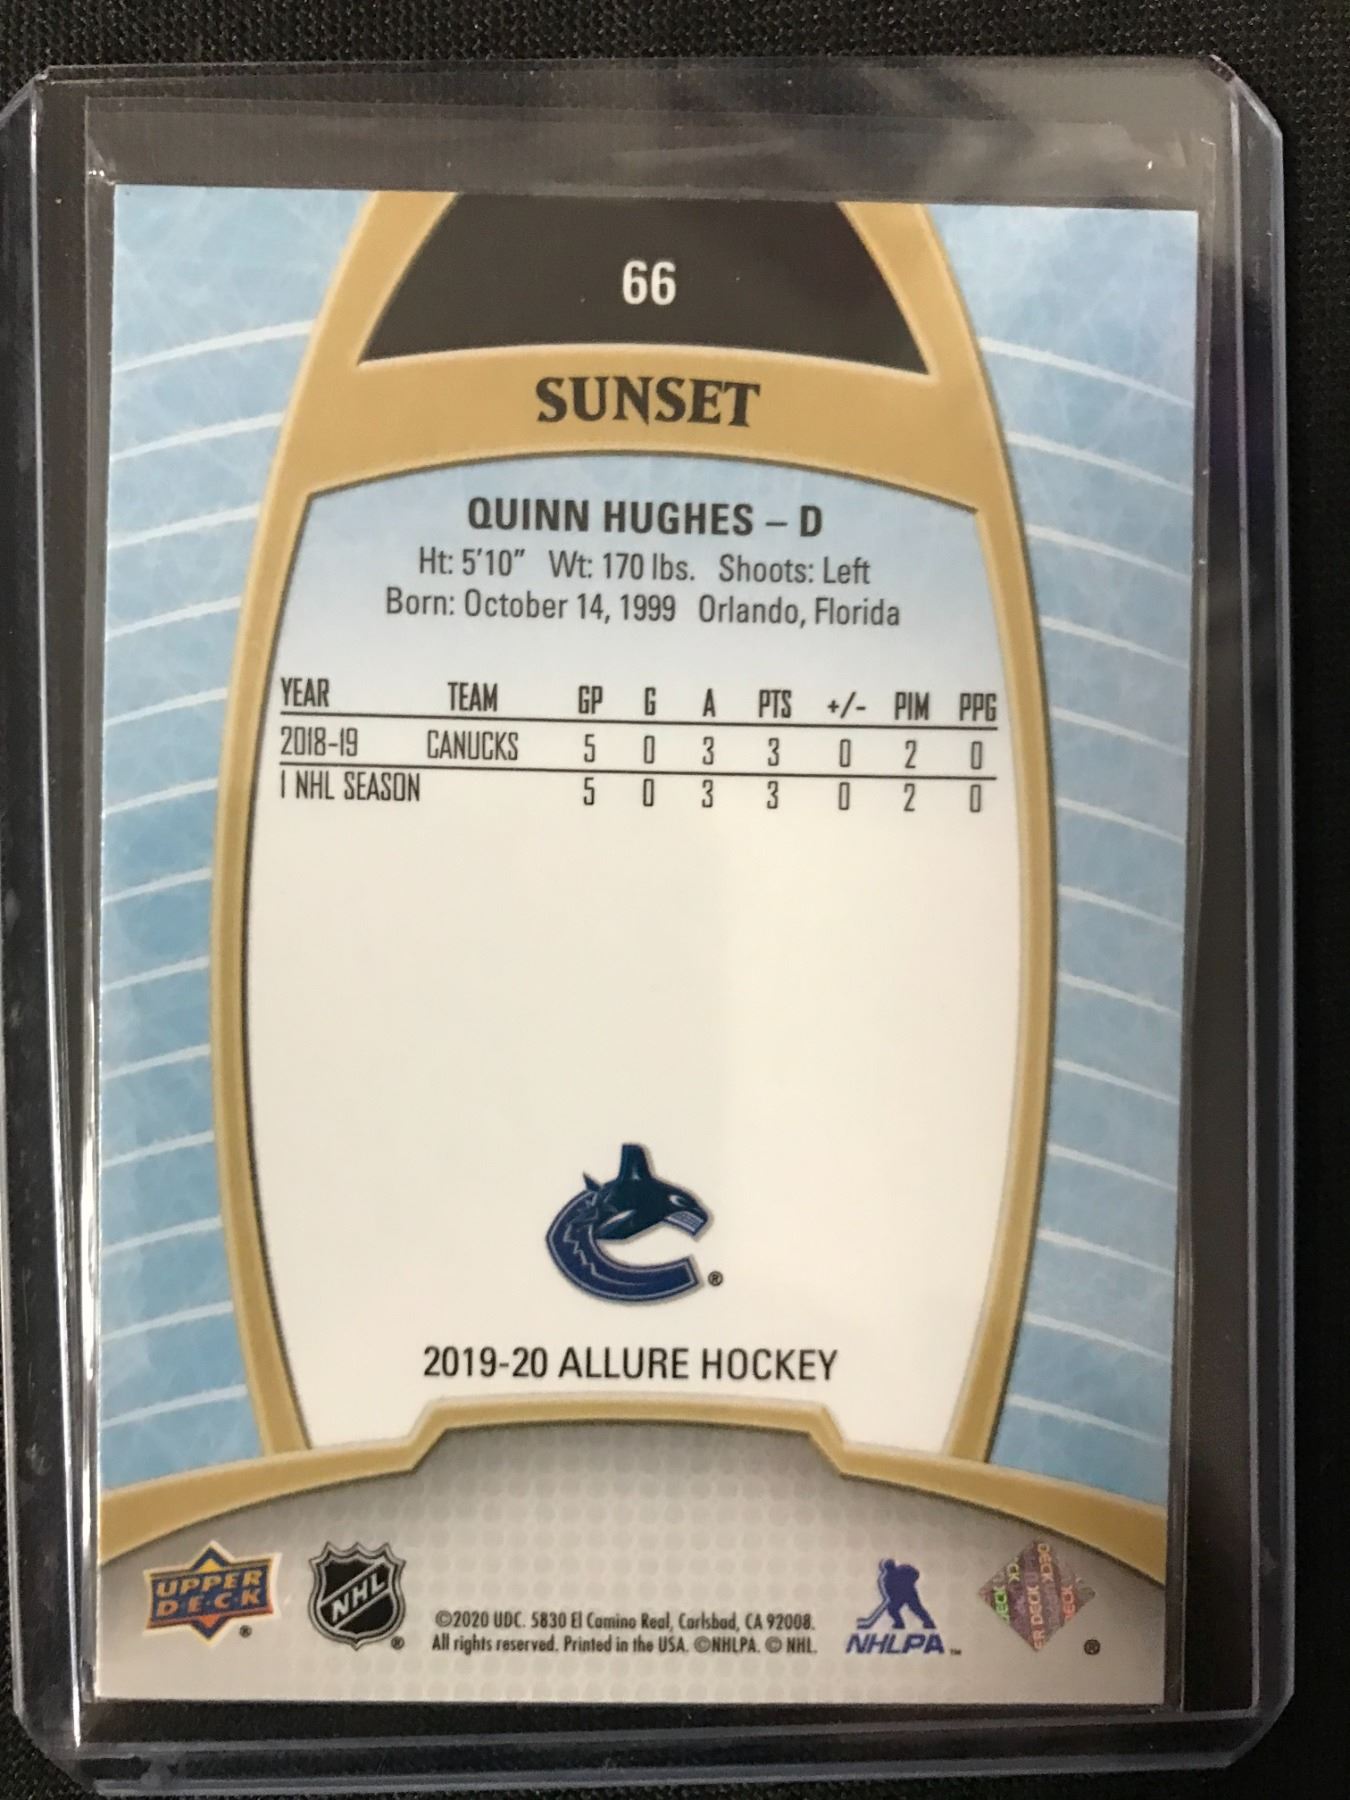 66
SUNSET
QUINN HUGHES – D
Ht: 5'10" Wt: 170 lbs. Shoots: Left
Born: October 14, 1999 Orlando, Florida
YEAR TEAM GP G A PTS +/- PIM PPG
2018-19 CANUCKS 5 0 3 3 0 2 0
1 NHL SEASON 5 0 3 3 0 2 0
®
2019-20 ALLURE HOCKEY
UPPER DECK ®
NHL ®
©2020 UDC. 5830 El Camino Real, Carlsbad, CA 92008.
All rights reserved. Printed in the USA. ©NHLPA. © NHL.
NHLPA ™
®